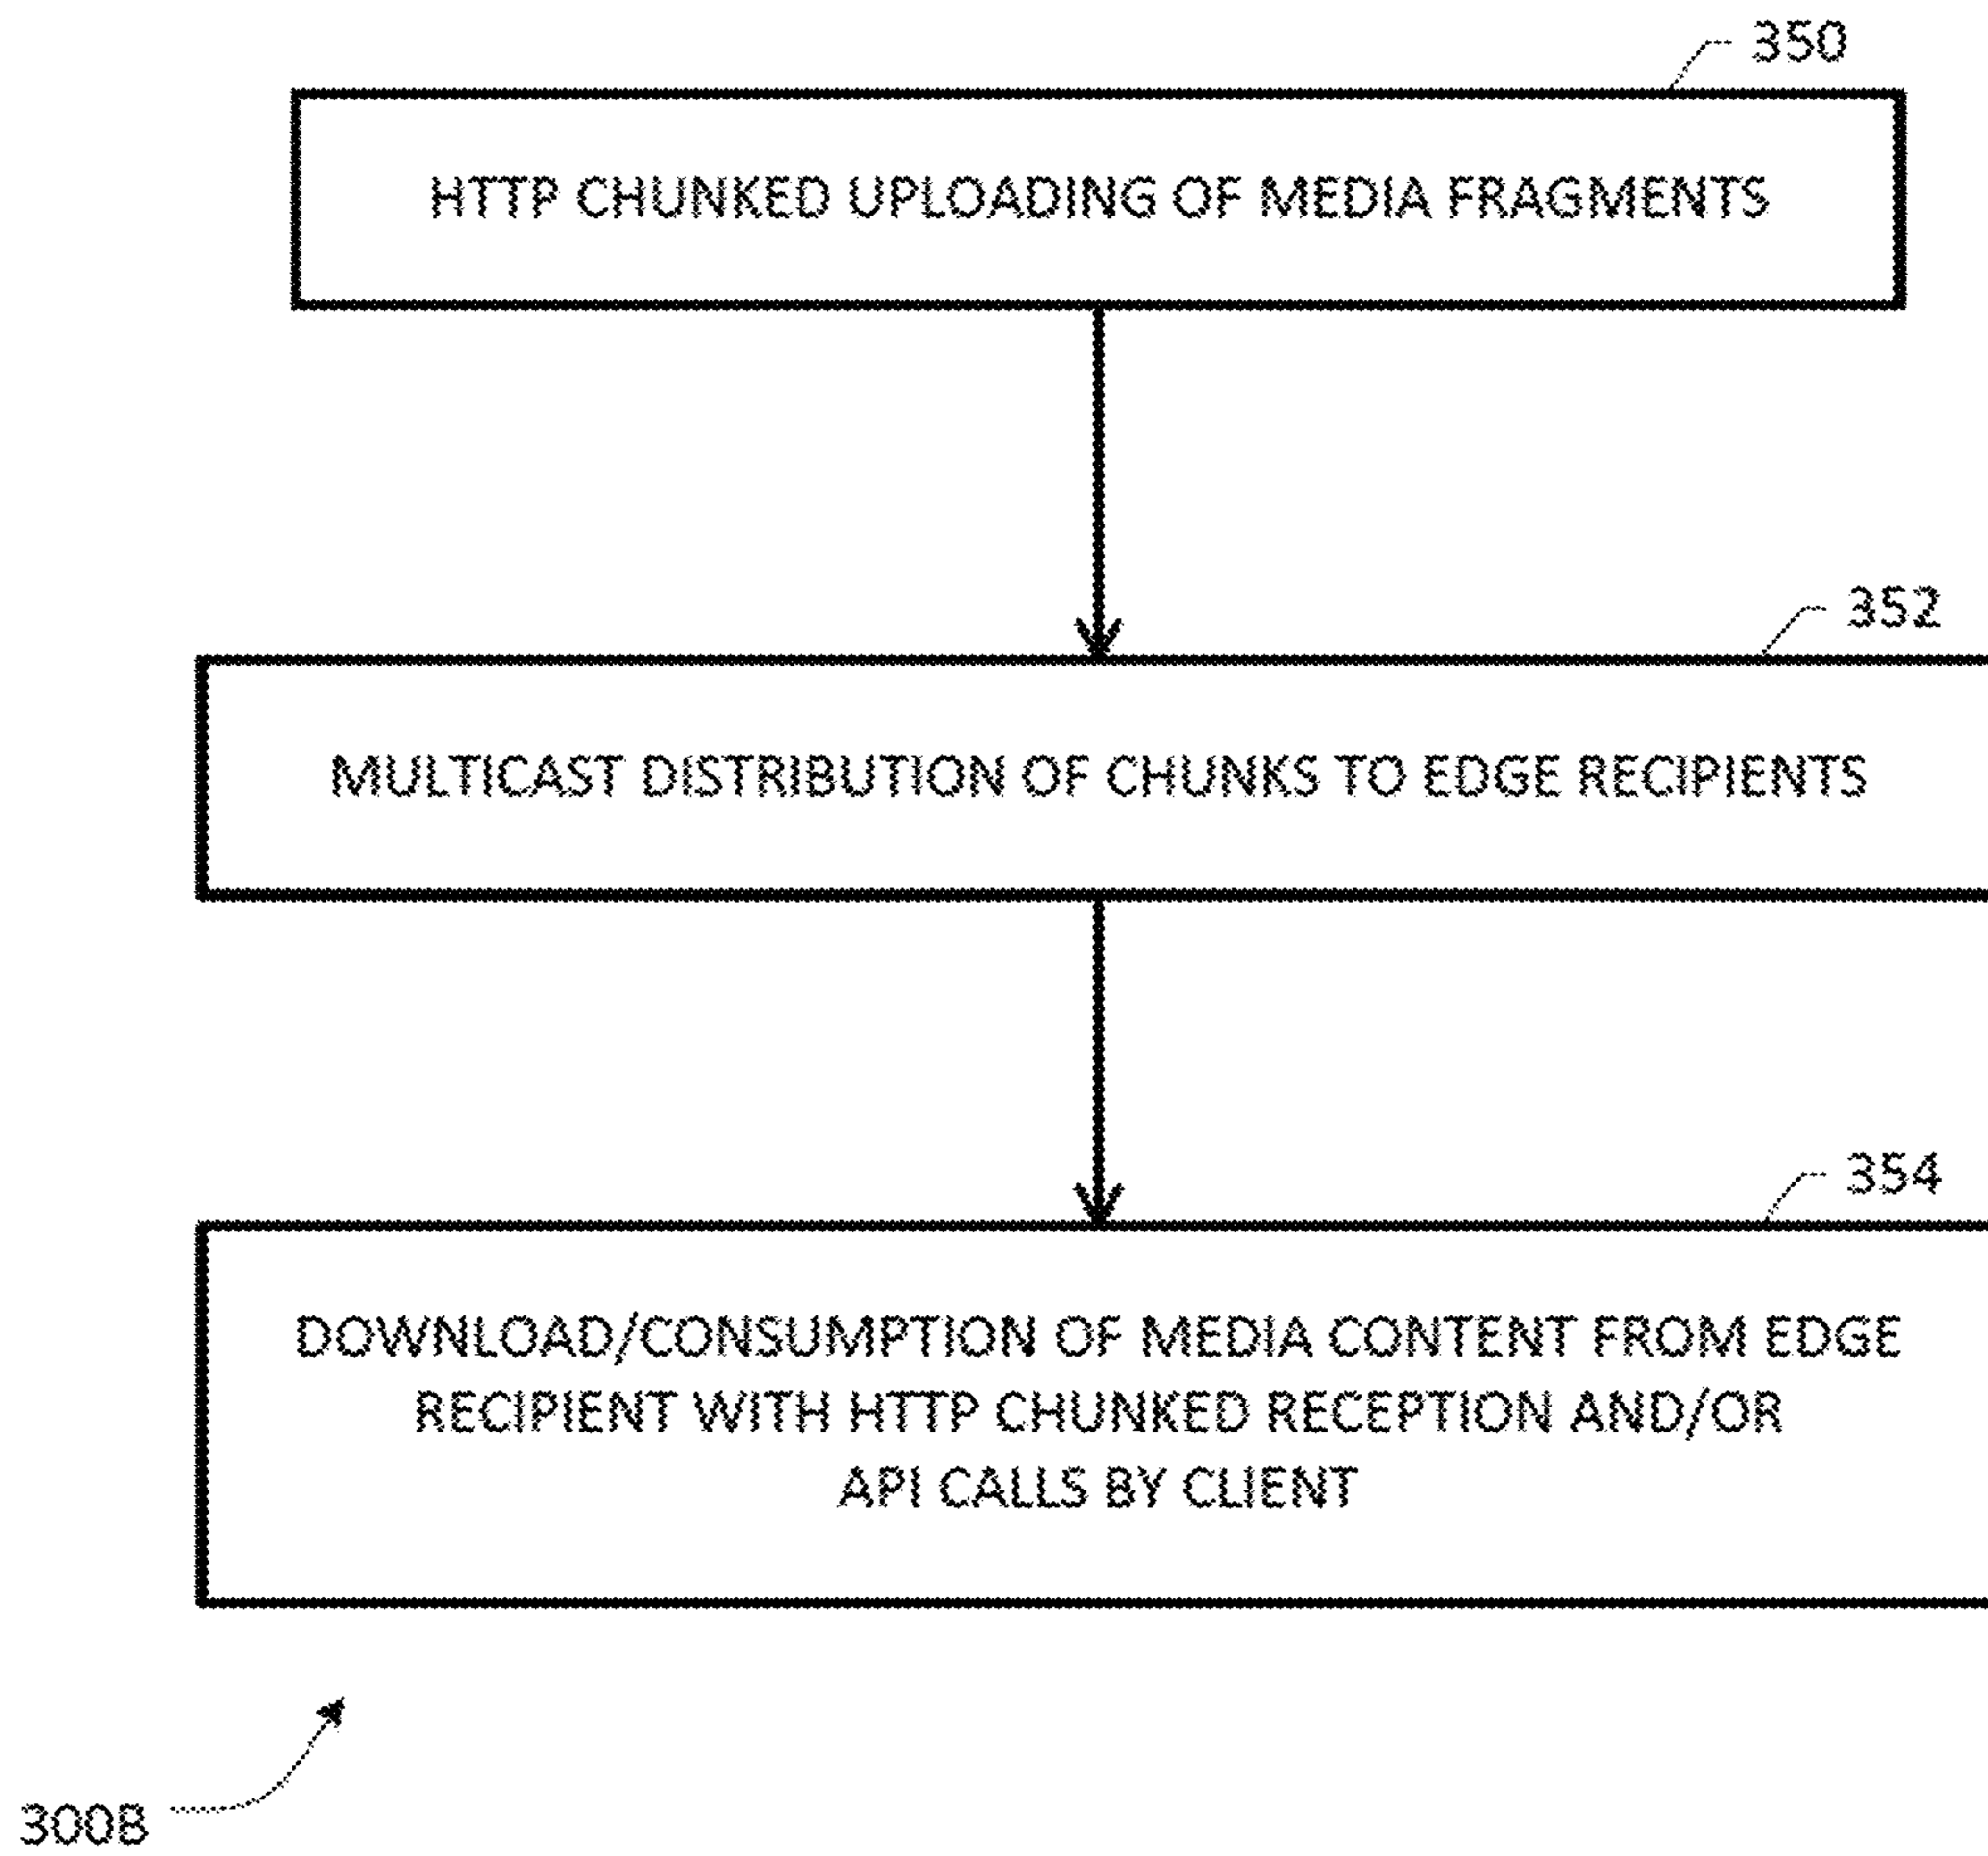 350
HTTP CHUNKED UPLOADING OF MEDIA FRAGMENTS
352
MULTICAST DISTRIBUTION OF CHUNKS TO EDGE RECIPIENTS
354
DOWNLOAD/CONSUMPTION OF MEDIA CONTENT FROM EDGE
RECIPIENT WITH HTTP CHUNKED RECEPTION AND/OR
API CALLS BY CLIENT
300B